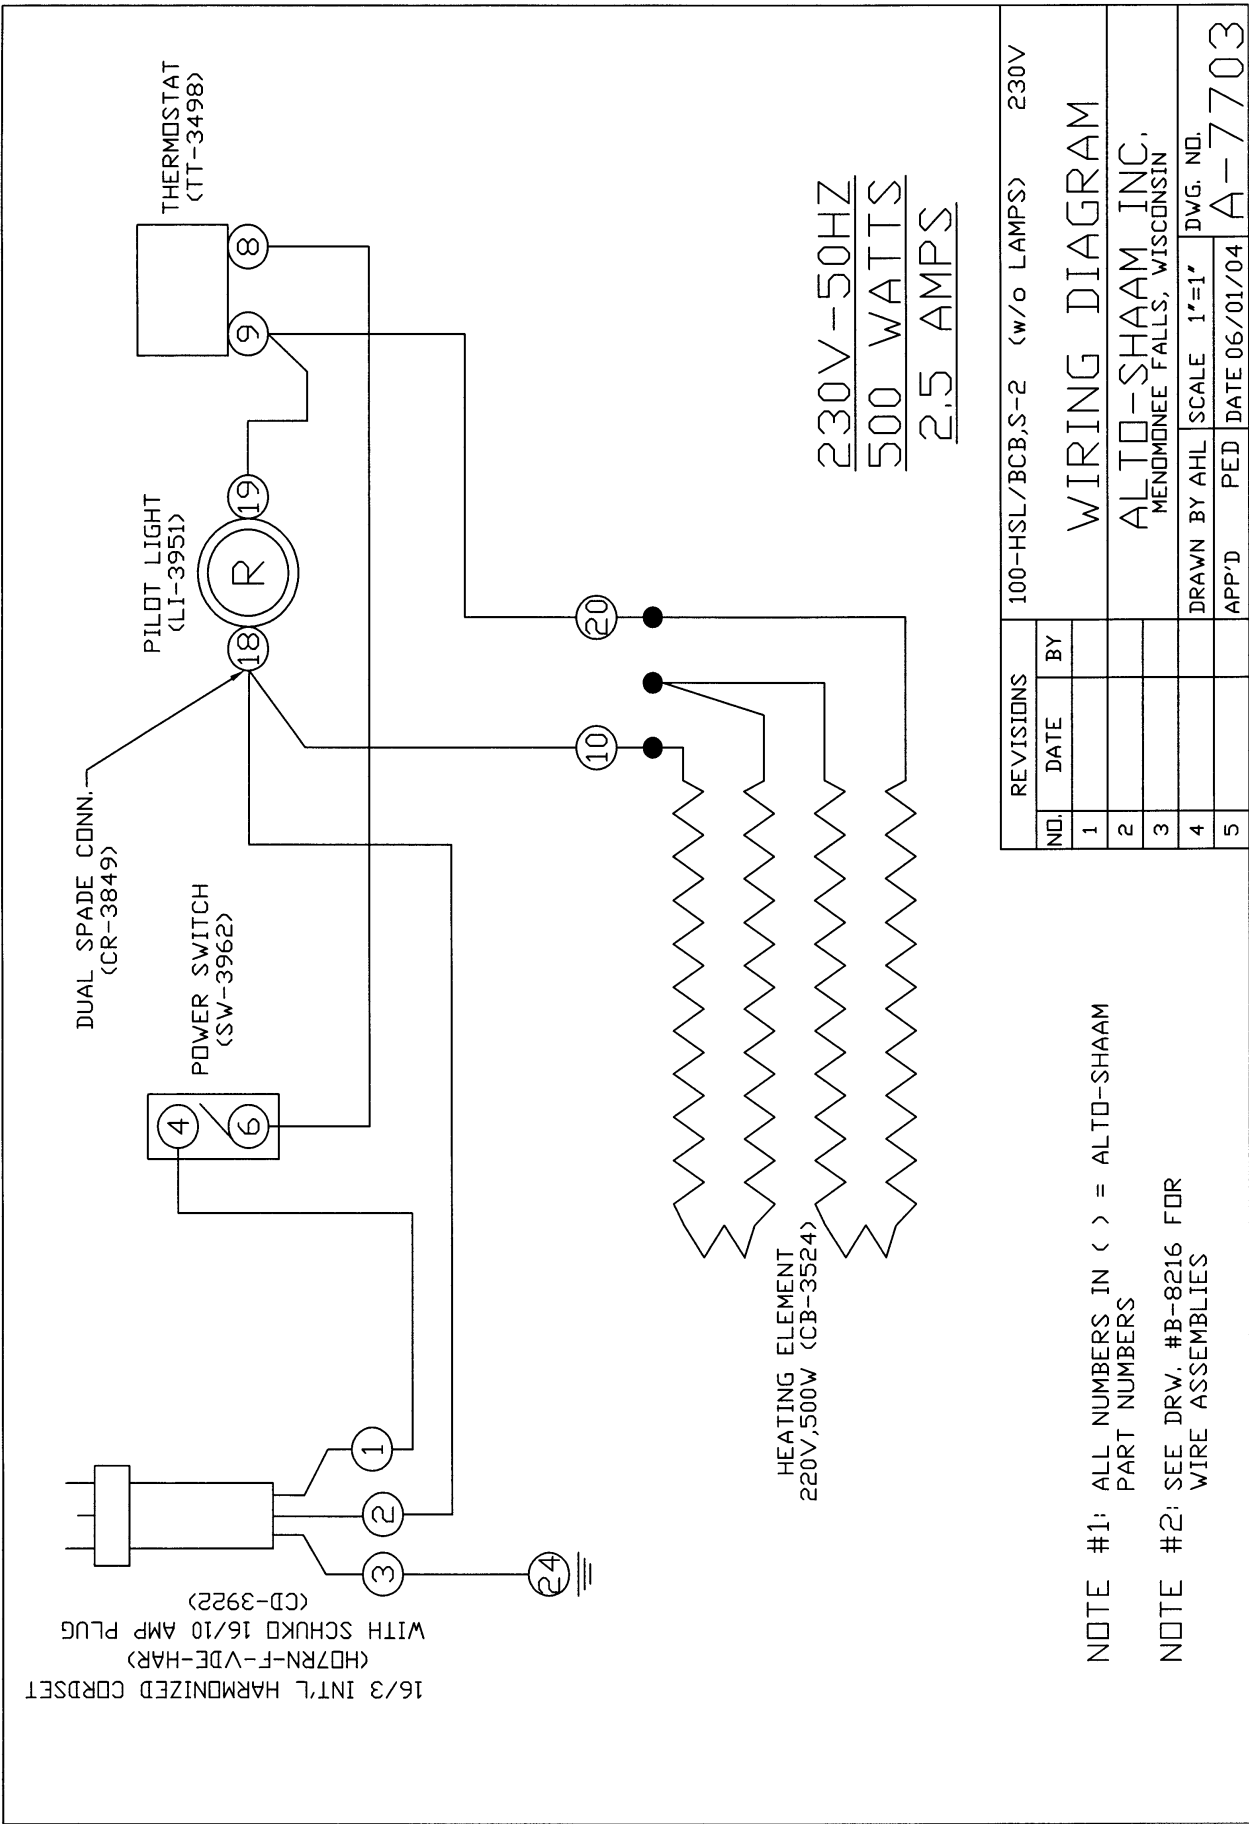 16/3 INT'L HARMONIZED CORDSET
(HO7RN-F-VDE-HAR)
WITH SCHUKO 16/10 AMP PLUG
(CD-3922)
DUAL SPADE CONN.
(CR-3849)
POWER SWITCH
(SW-3962)
PILOT LIGHT
(LI-3951)
THERMOSTAT
(TT-3498)
4
6
18
R
19
9
8
1
2
3
24
10
20
HEATING ELEMENT
220V,500W (CB-3524)
230V-50HZ
500 WATTS
2.5 AMPS
NOTE #1: ALL NUMBERS IN ( ) = ALTO-SHAAM
PART NUMBERS
NOTE #2: SEE DRW. #B-8216 FOR
WIRE ASSEMBLIES
REVISIONS
NO. DATE BY
1
2
3
4
5
100-HSL/BCB,S-2 (w/o LAMPS) 230V
WIRING DIAGRAM
ALTO-SHAAM INC.
MENOMONEE FALLS, WISCONSIN
DRAWN BY AHL SCALE 1"=1" DWG. NO.
APP'D PED DATE 06/01/04 A-7703